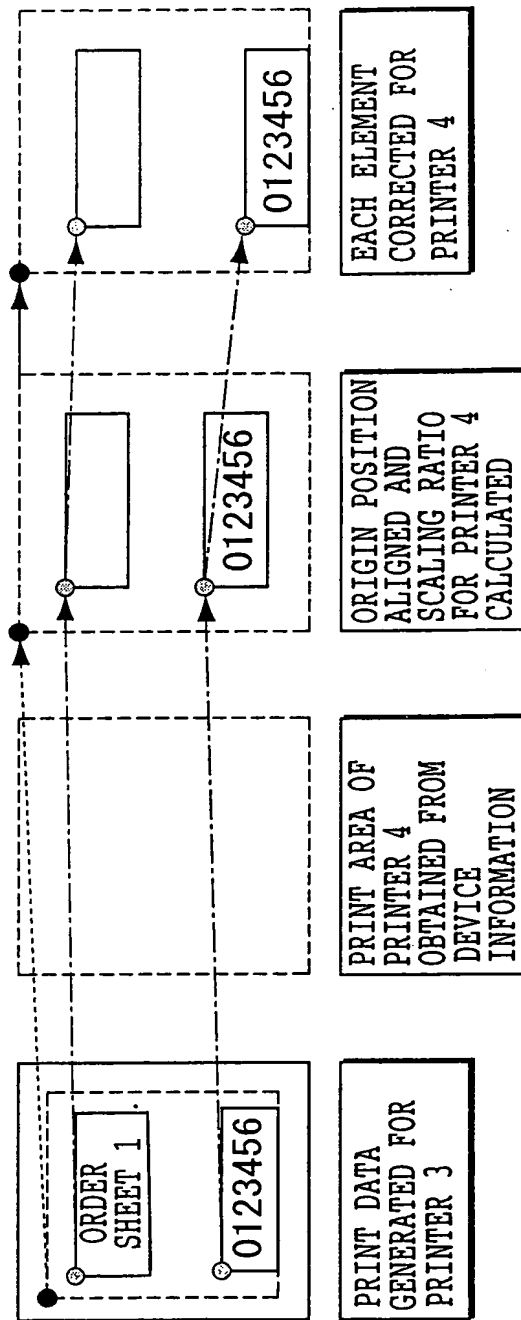 ORDER
SHEET 1
0123456
PRINT DATA
GENERATED FOR
PRINTER 3
PRINT AREA OF
PRINTER 4
OBTAINED FROM
DEVICE
INFORMATION
0123456
ORIGIN POSITION
ALIGNED AND
SCALING RATIO
FOR PRINTER 4
CALCULATED
0123456
EACH ELEMENT
CORRECTED FOR
PRINTER 4